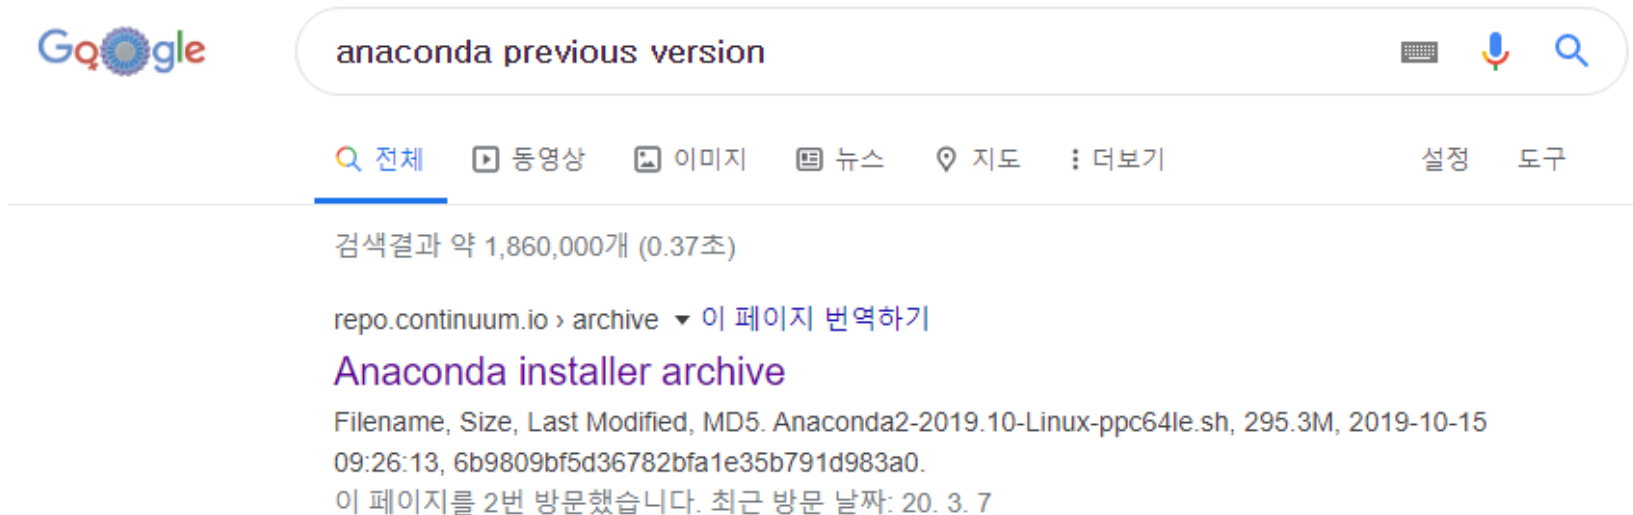 Google
anaconda previous version
전체 동영상 이미지 뉴스 지도 더보기 설정 도구
검색결과 약 1,860,000개 (0.37초)
repo.continuum.io › archive ▼ 이 페이지 번역하기
Anaconda installer archive
Filename, Size, Last Modified, MD5. Anaconda2-2019.10-Linux-ppc64le.sh, 295.3M, 2019-10-15
09:26:13, 6b9809bf5d36782bfa1e35b791d983a0.
이 페이지를 2번 방문했습니다. 최근 방문 날짜: 20. 3. 7